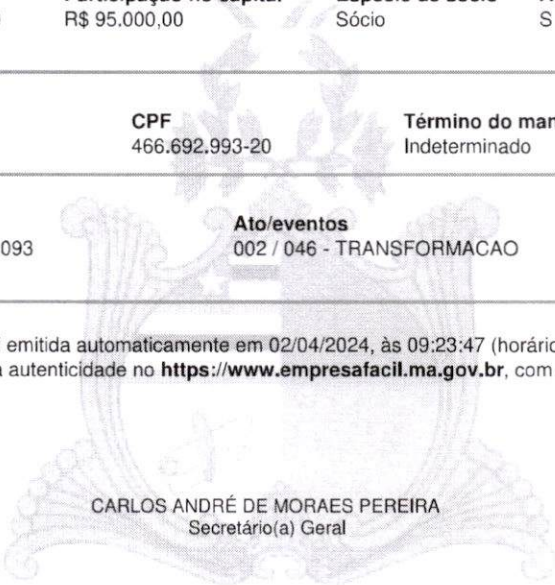 R$ 95.000,00 Sócio S
CPF Término do man
466.692.993-20 Indeterminado
Ato/eventos
093 002 / 046 - TRANSFORMACAO
emitida automaticamente em 02/04/2024, às 09:23:47 (horário
a autenticidade no https://www.empresafacil.ma.gov.br, com
CARLOS ANDRÉ DE MORAES PEREIRA
Secretário(a) Geral